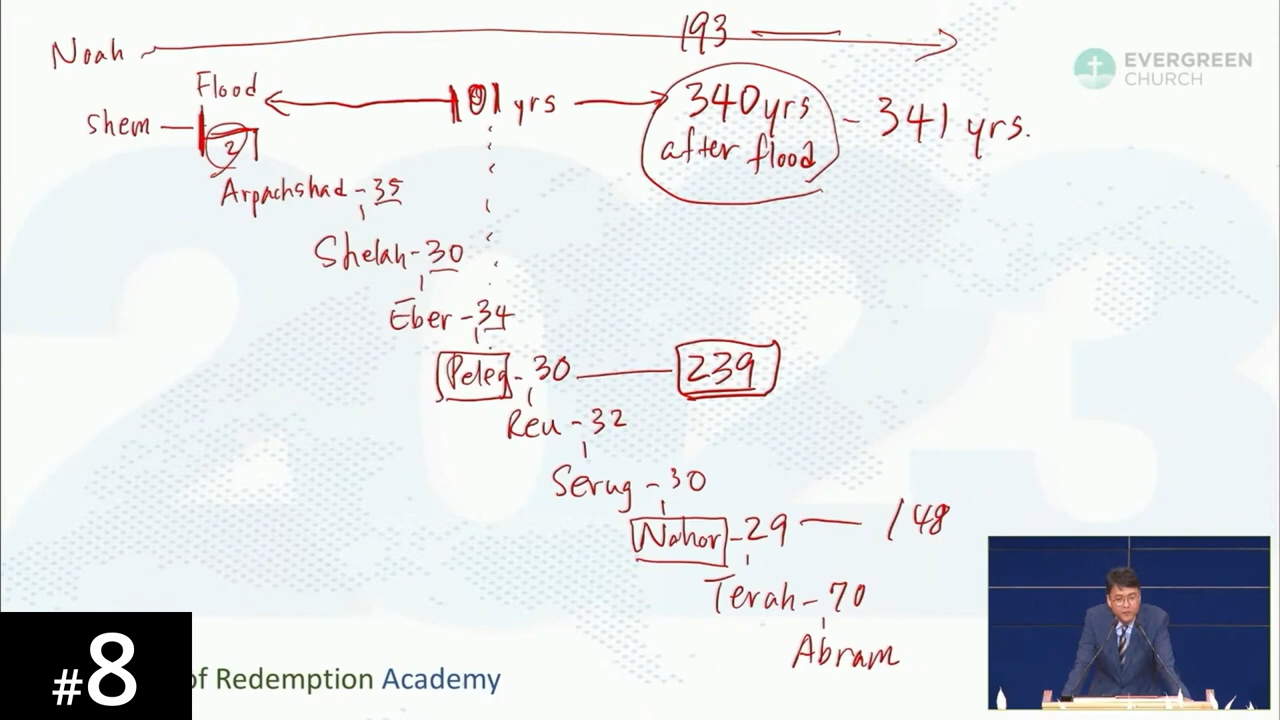 193
Noah
EVERGREEN
CHURCH
Flood
101 yrs
340 yrs
after flood
- 341 yrs.
Shem
2
Arpachshad - 35
Shelah - 30
Eber - 34
Peleg - 30
239
Reu - 32
Serug - 30
Nahor - 29
148
Terah - 70
Abram
#8
of Redemption Academy